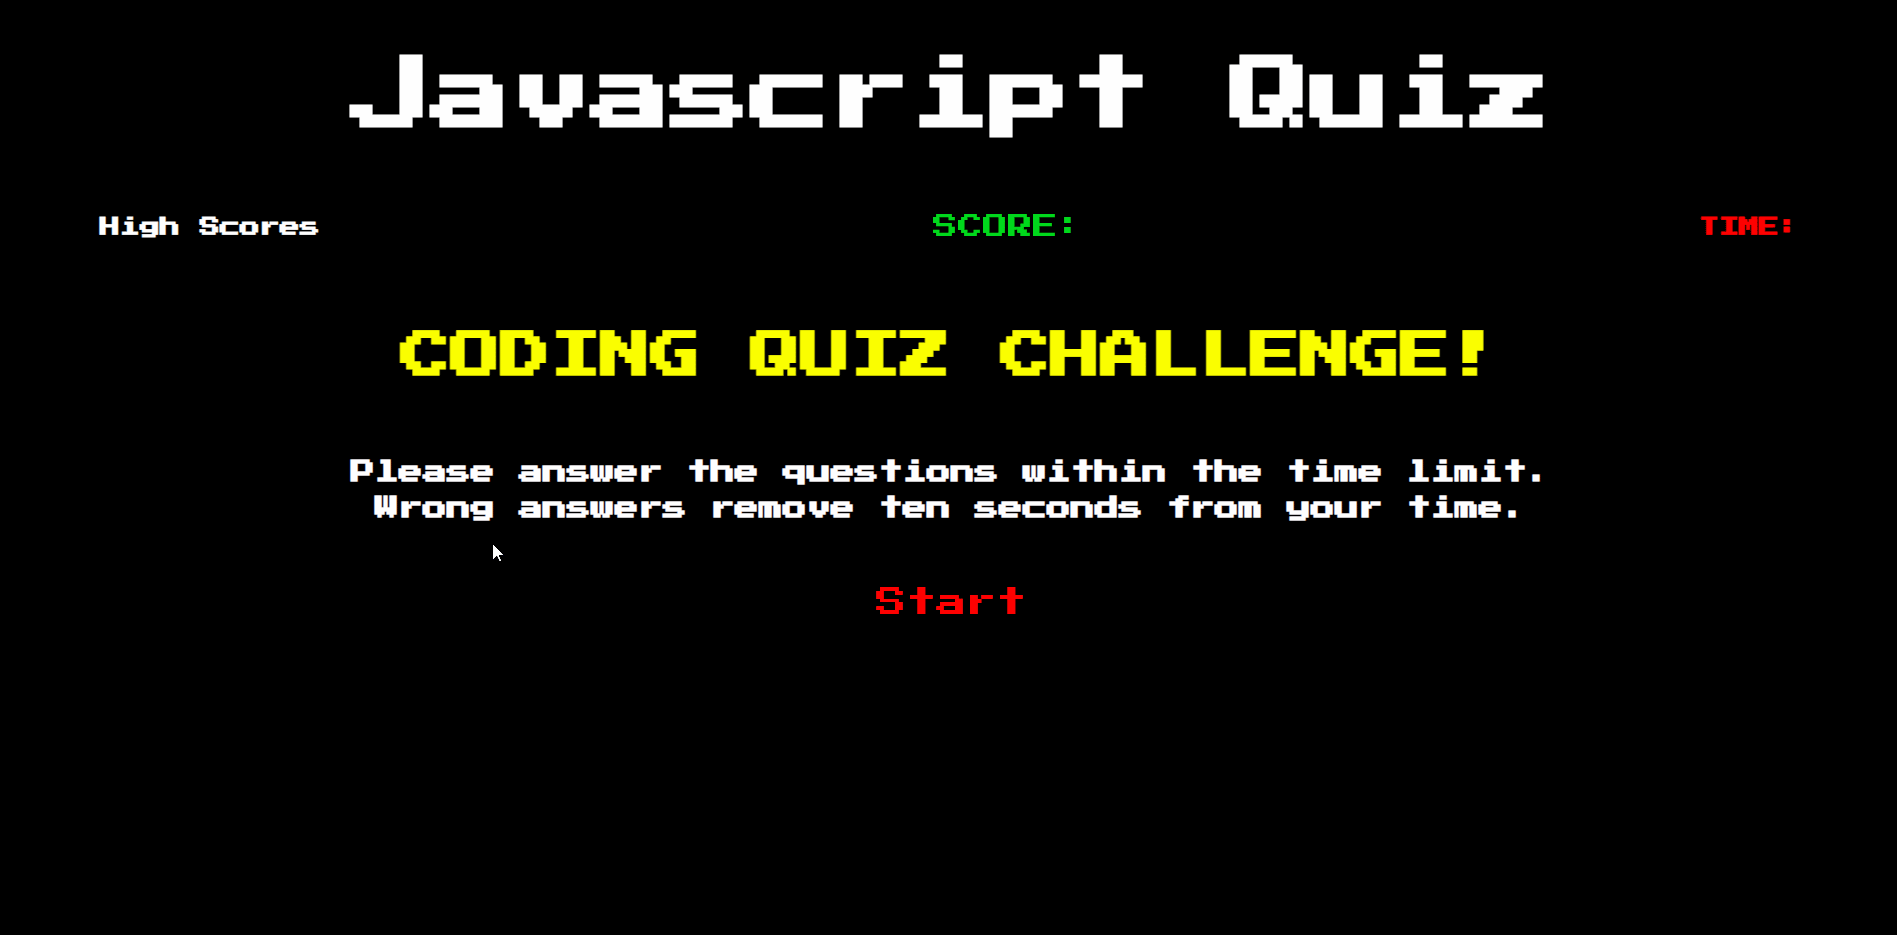 Javascript Quiz
High Scores
SCORE:
TIME:
CODING QUIZ CHALLENGE!
Please answer the questions within the time limit.
Wrong answers remove ten seconds from your time.
Start